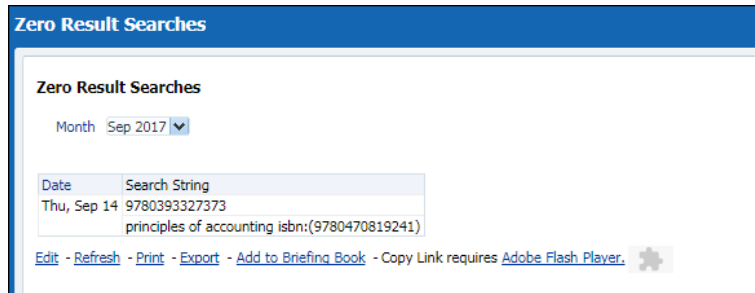 Zero Result Searches
Zero Result Searches
Month Sep 2017
Date Search String
Thu, Sep 14 9780393327373
principles of accounting isbn:(9780470819241)
Edit - Refresh - Print - Export - Add to Briefing Book - Copy Link requires Adobe Flash Player.